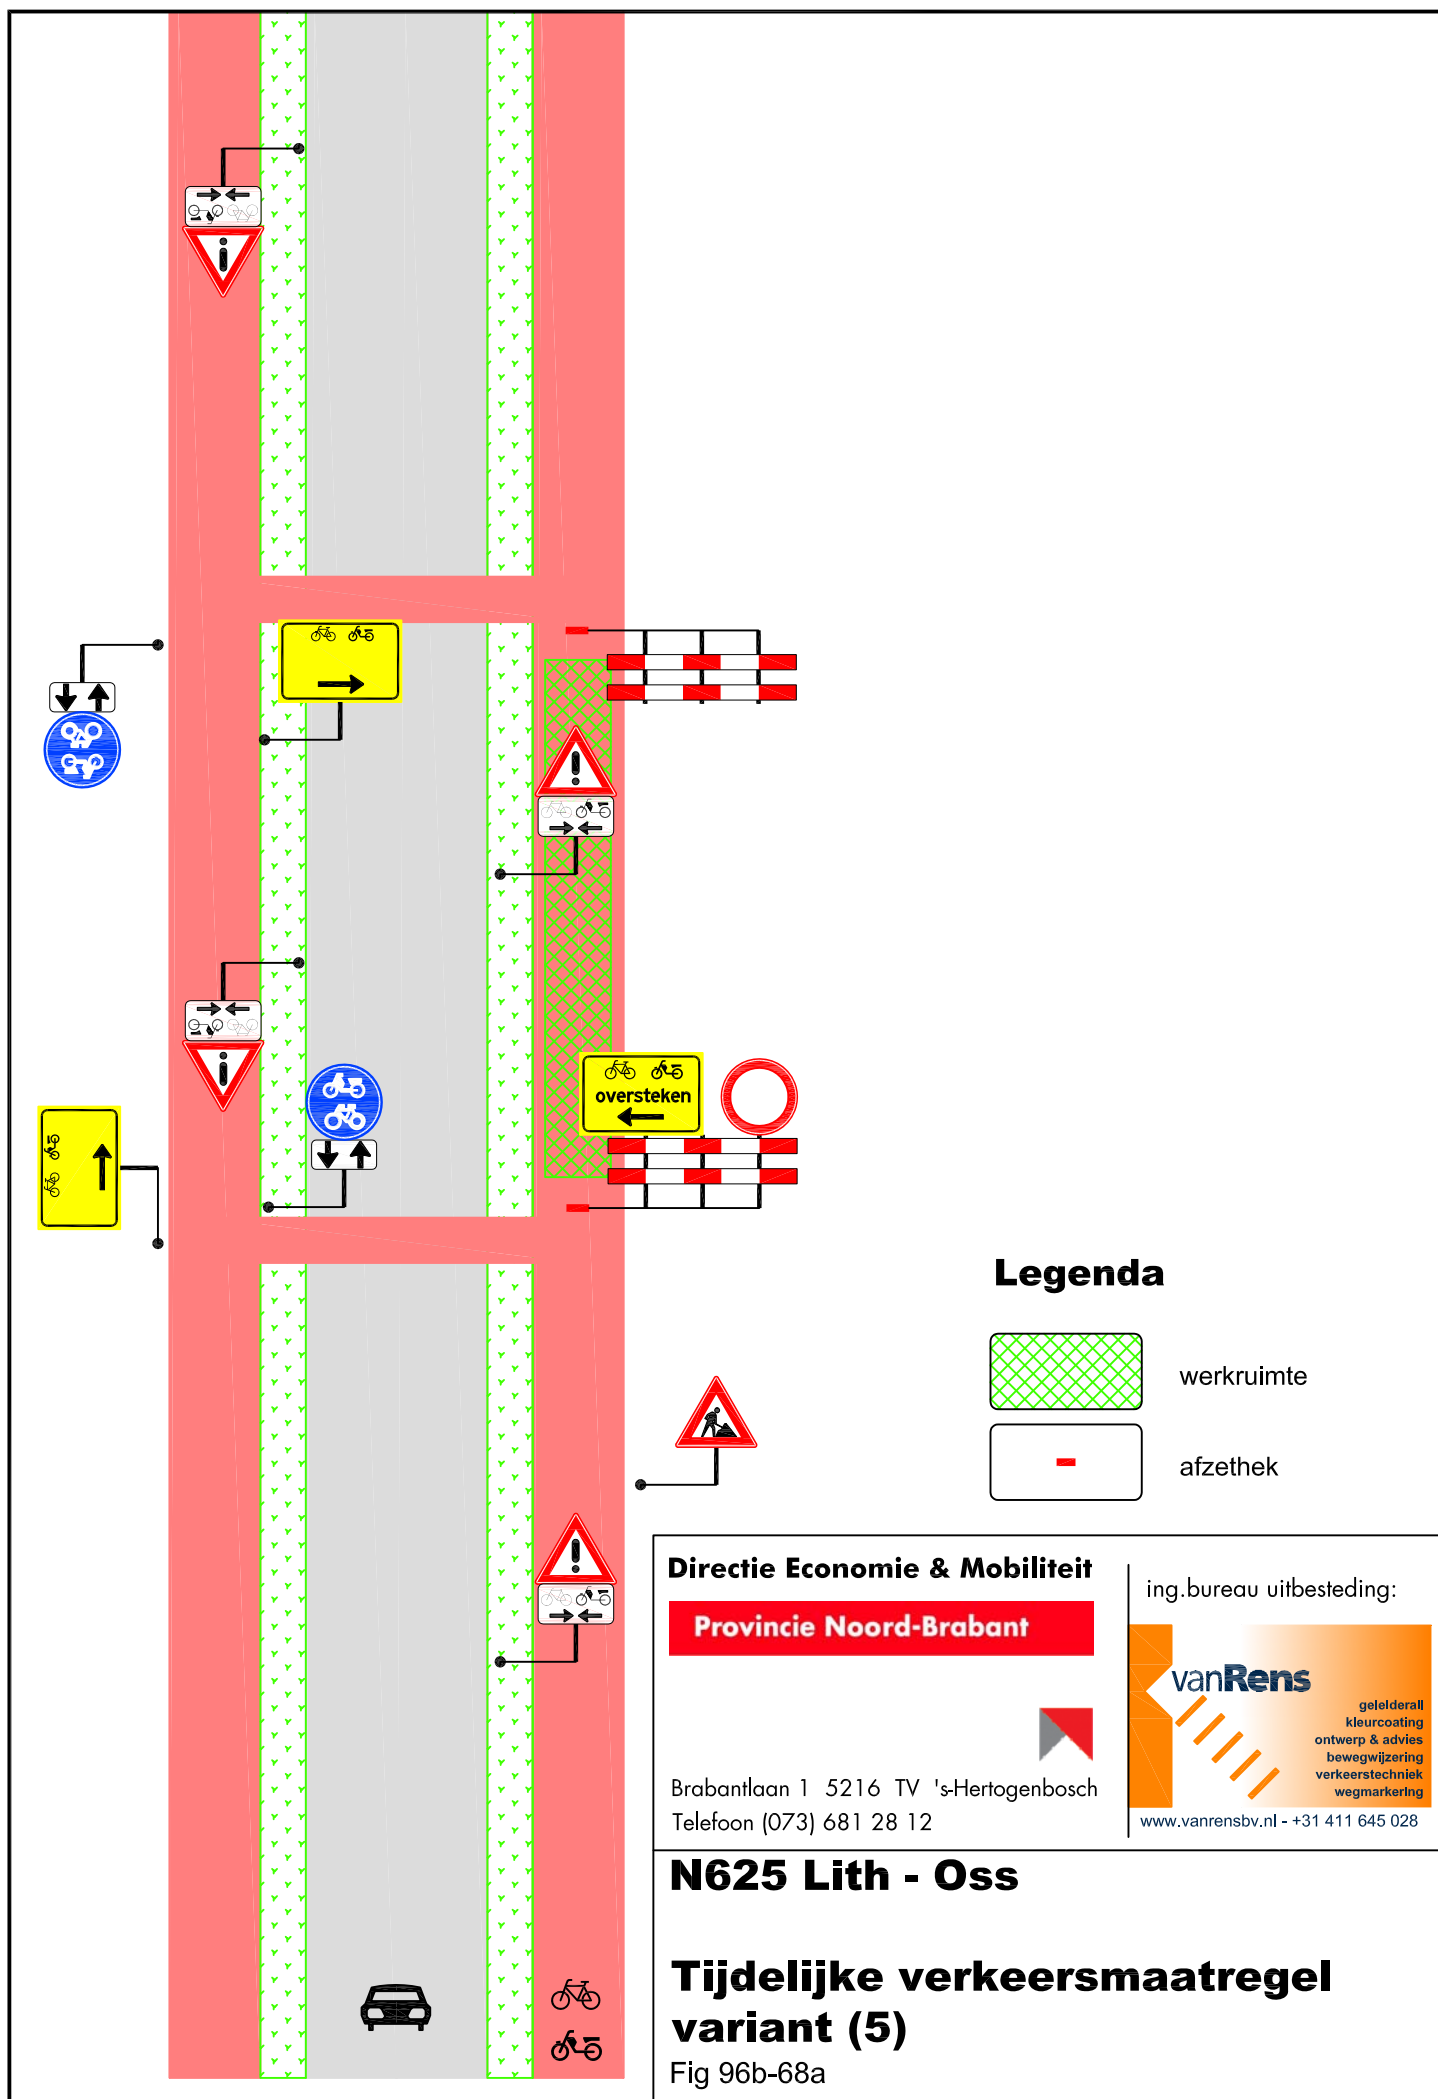 oversteken
Legenda
werkruimte
afzethek
Directie Economie & Mobiliteit
Provincie Noord-Brabant
Brabantlaan 1 5216 TV 's-Hertogenbosch
Telefoon (073) 681 28 12
ing.bureau uitbesteding:
vanRens
geleiderail
kleurcoating
ontwerp & advies
bewegwijzering
verkeerstechniek
wegmarkering
www.vanrensbv.nl - +31 411 645 028
N625 Lith - Oss
Tijdelijke verkeersmaatregel
variant (5)
Fig 96b-68a